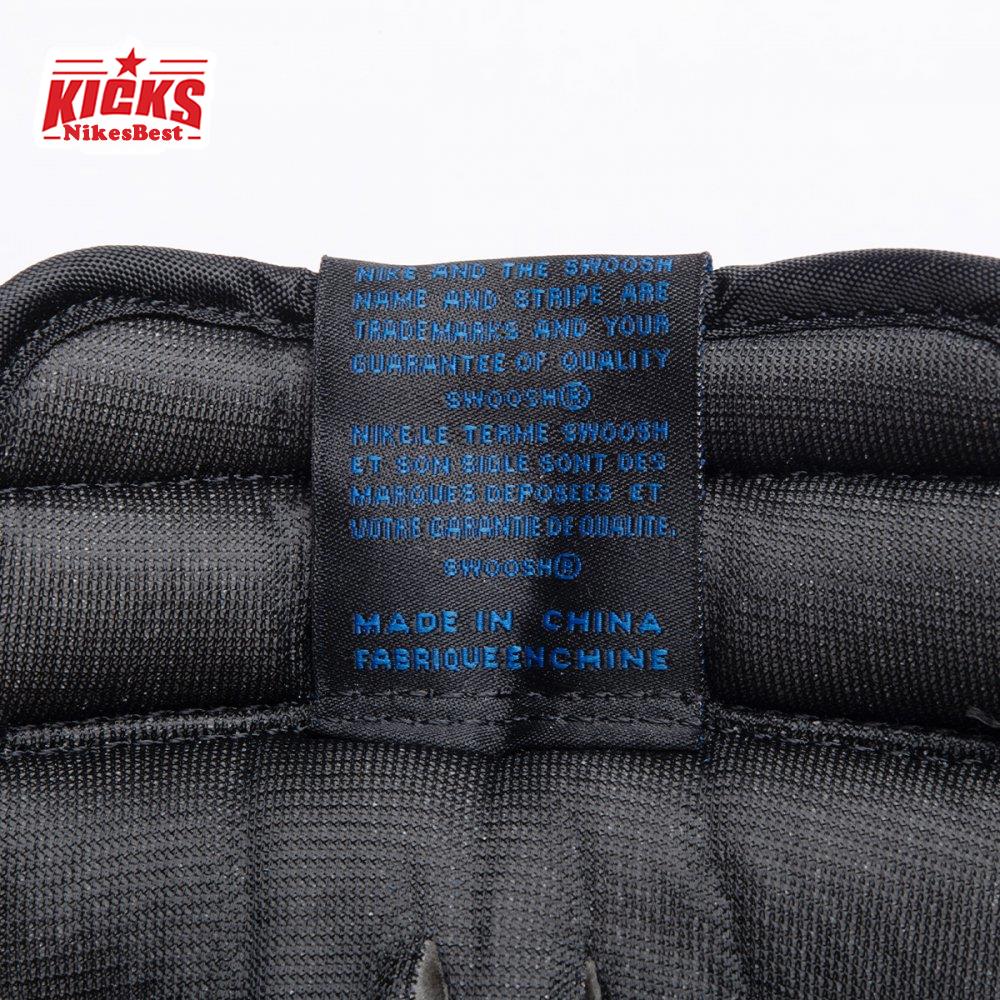 KICKS
NikesBest
NIKE AND THE SWOOSH
NAME AND STRIPE ARE
TRADEMARKS AND YOUR
GUARANTEE OF QUALITY
SWOOSH®
NIKE.LE TERME SWOOSH
ET SON SIGLE SONT DES
MARQUES DEPOSEES ET
VOTRE GARANTIE DE QUALITE.
SWOOSH®
MADE IN CHINA
FABRIQUE EN CHINE